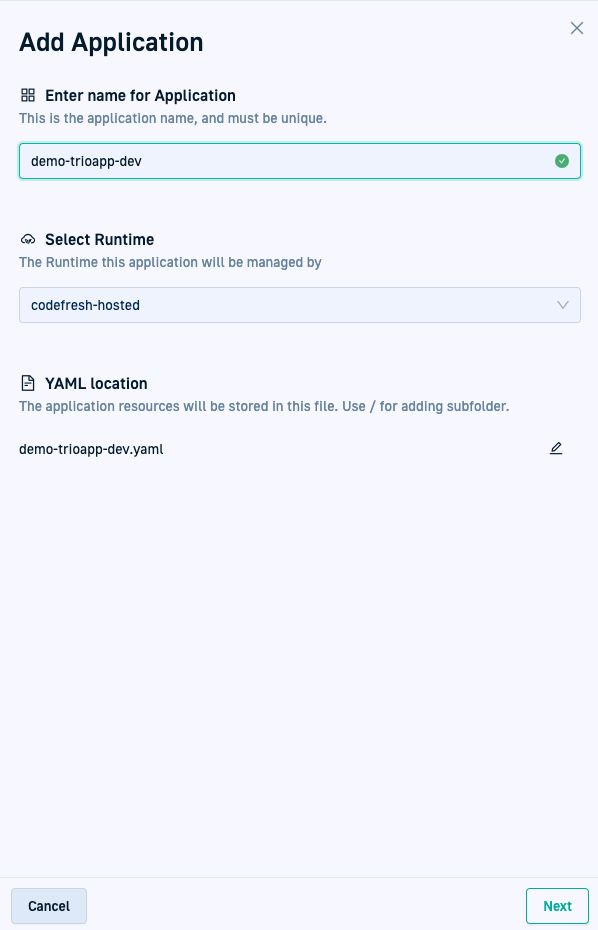 Add Application
Enter name for Application
This is the application name, and must be unique.
demo-trioapp-dev
Select Runtime
The Runtime this application will be managed by
codefresh-hosted
YAML location
The application resources will be stored in this file. Use / for adding subfolder.
demo-trioapp-dev.yaml
Cancel
Next